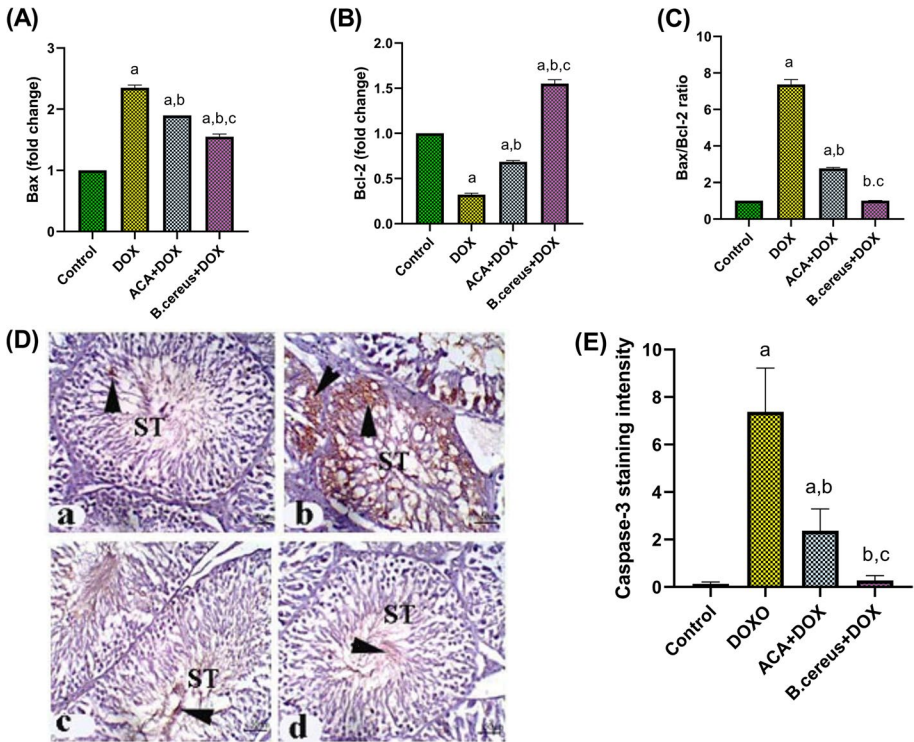 (A)
Bax (fold change)
3
2
1
0
a
a,b
a,b,c
Control
DOX
ACA+DOX
B.cereus+DOX
(B)
Bcl-2 (fold change)
2.0
1.5
1.0
0.5
0.0
a
a,b
a,b,c
Control
DOX
ACA+DOX
B.cereus+DOX
(C)
Bax/Bcl-2 ratio
10
8
6
4
2
0
a
a,b
b.c
Control
DOX
ACA+DOX
B.cereus+DOX
(D)
ST
a
ST
b
ST
c
ST
d
(E)
Caspase-3 staining intensity
10
8
6
4
2
0
a
a,b
b,c
Control
DOXO
ACA+DOX
B.cereus+DOX